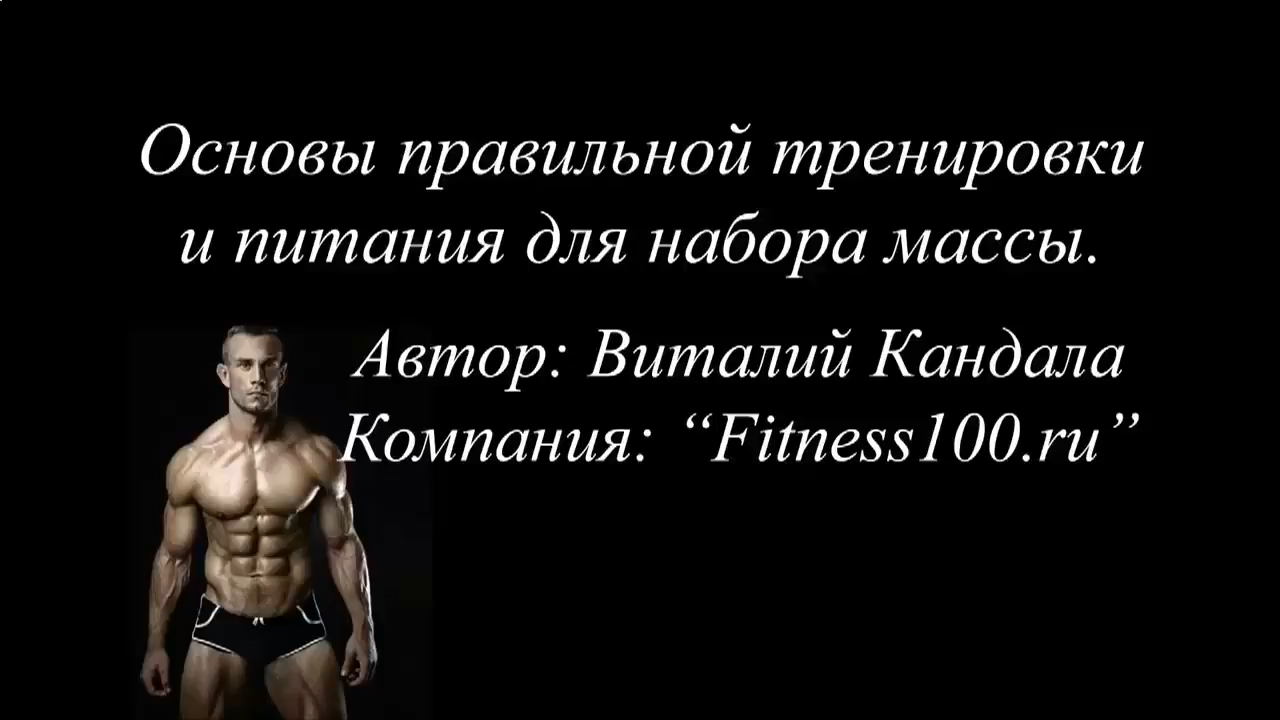 Основы правильной тренировки
и питания для набора массы.
Автор: Виталий Кандала
Компания: “Fitness100.ru”